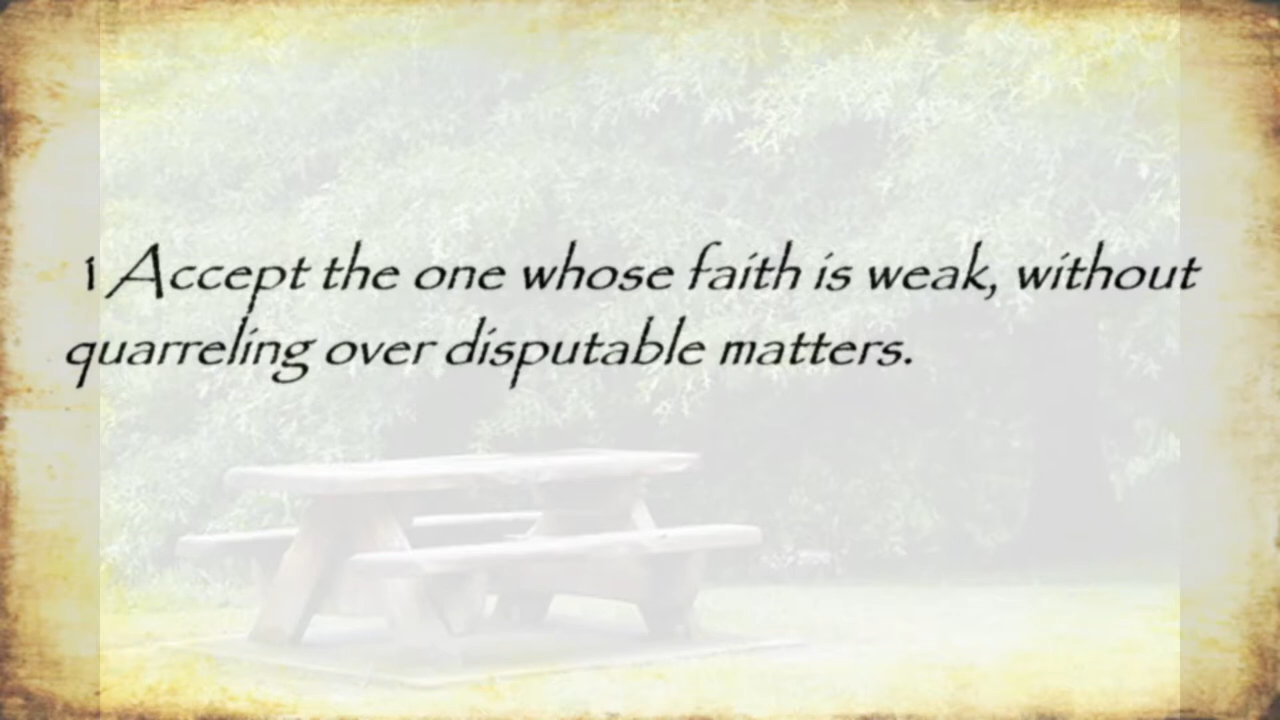 1 Accept the one whose faith is weak, without
quarreling over disputable matters.